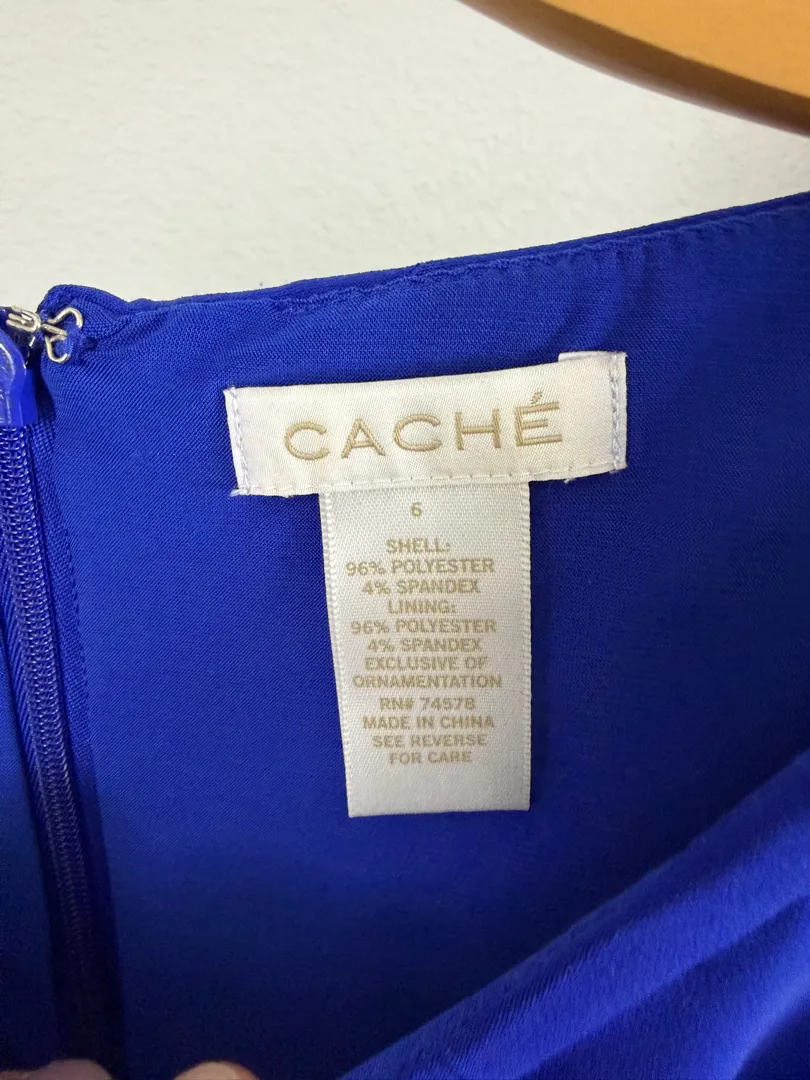 CACHÉ
6
SHELL:
96% POLYESTER
4% SPANDEX
LINING:
96% POLYESTER
4% SPANDEX
EXCLUSIVE OF
ORNAMENTATION
RN# 74578
MADE IN CHINA
SEE REVERSE
FOR CARE